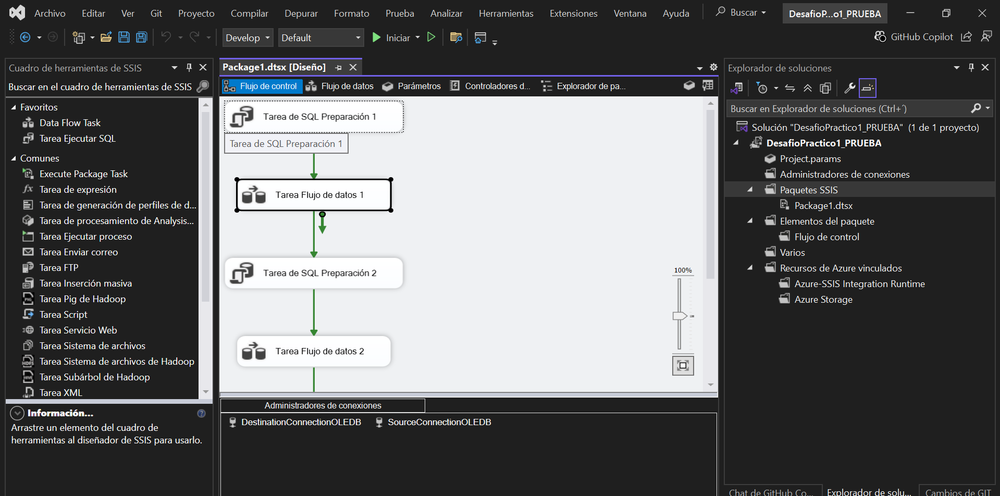 Archivo Editar Ver Git Proyecto Compilar Depurar Formato Prueba Analizar Herramientas Extensiones Ventana Ayuda Buscar DesafioP...o1_PRUEBA
Develop Default Iniciar GitHub Copilot
Cuadro de herramientas de SSIS
Buscar en el cuadro de herramientas de SSIS
Favoritos
Data Flow Task
Tarea Ejecutar SQL
Comunes
Execute Package Task
fx Tarea de expresión
Tarea de generación de perfiles de d...
Tarea de procesamiento de Analysis...
Tarea Ejecutar proceso
Tarea Enviar correo
Tarea FTP
Tarea Inserción masiva
PIG Tarea Pig de Hadoop
Tarea Script
Tarea Servicio Web
Tarea Sistema de archivos
HDFS Tarea Sistema de archivos de Hadoop
HIVE Tarea Subárbol de Hadoop
Tarea XML
Información...
Arrastre un elemento del cuadro de
herramientas al diseñador de SSIS para usarlo.
Package1.dtsx [Diseño]
Flujo de control Flujo de datos Parámetros Controladores d... Explorador de pa...
Tarea de SQL Preparación 1
Tarea de SQL Preparación 1
Tarea Flujo de datos 1
Tarea de SQL Preparación 2
Tarea Flujo de datos 2
100%
Administradores de conexiones
DestinationConnectionOLEDB SourceConnectionOLEDB
Explorador de soluciones
Buscar en Explorador de soluciones (Ctrl+´)
Solución "DesafioPractico1_PRUEBA" (1 de 1 proyecto)
DesafioPractico1_PRUEBA
Project.params
Administradores de conexiones
Paquetes SSIS
Package1.dtsx
Elementos del paquete
Flujo de control
Varios
Recursos de Azure vinculados
Azure-SSIS Integration Runtime
Azure Storage
Chat de GitHub Co... Explorador de solu... Cambios de GIT